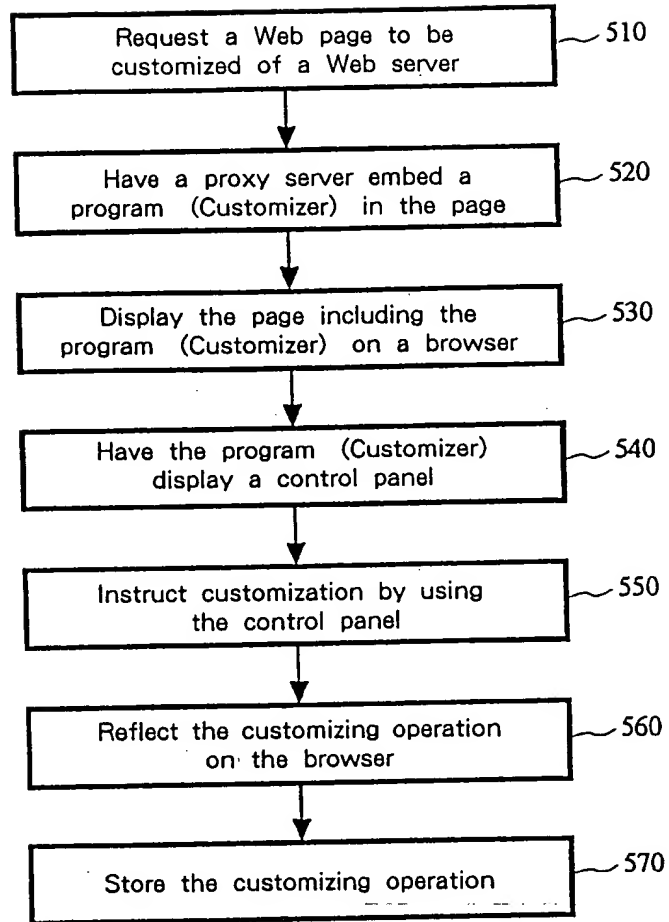 Request a Web page to be
customized of a Web server
510
Have a proxy server embed a
program (Customizer) in the page
520
Display the page including the
program (Customizer) on a browser
530
Have the program (Customizer)
display a control panel
540
Instruct customization by using
the control panel
550
Reflect the customizing operation
on the browser
560
Store the customizing operation
570